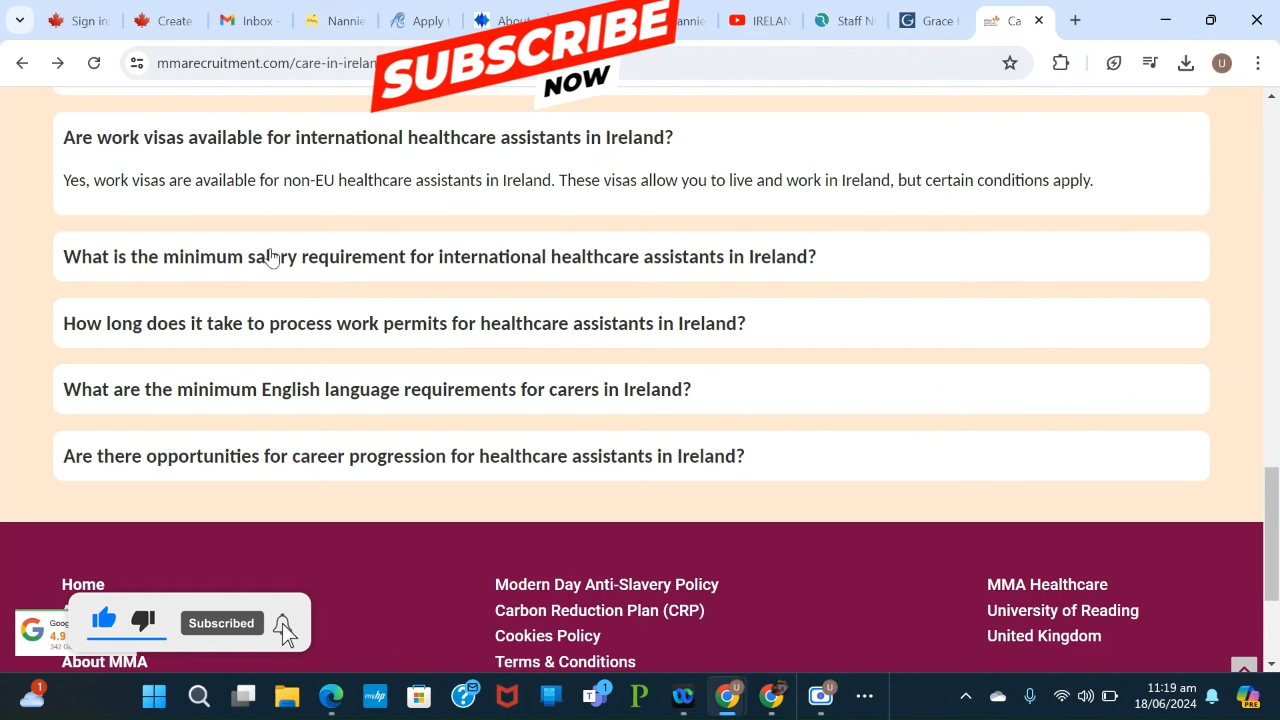 Sign in
Create
Inbox
Nannie
Apply t
Abou
annie
IRELAN
Staff N
Grace
Ca
SUBSCRIBE
NOW
mmarecruitment.com/care-in-irelan
U
Are work visas available for international healthcare assistants in Ireland?
Yes, work visas are available for non-EU healthcare assistants in Ireland. These visas allow you to live and work in Ireland, but certain conditions apply.
What is the minimum salary requirement for international healthcare assistants in Ireland?
How long does it take to process work permits for healthcare assistants in Ireland?
What are the minimum English language requirements for carers in Ireland?
Are there opportunities for career progression for healthcare assistants in Ireland?
Home
Modern Day Anti-Slavery Policy
MMA Healthcare
Carbon Reduction Plan (CRP)
University of Reading
Goog
4.9
342 G
Subscribed
Cookies Policy
United Kingdom
About MMA
Terms & Conditions
1
11:19 am
18/06/2024